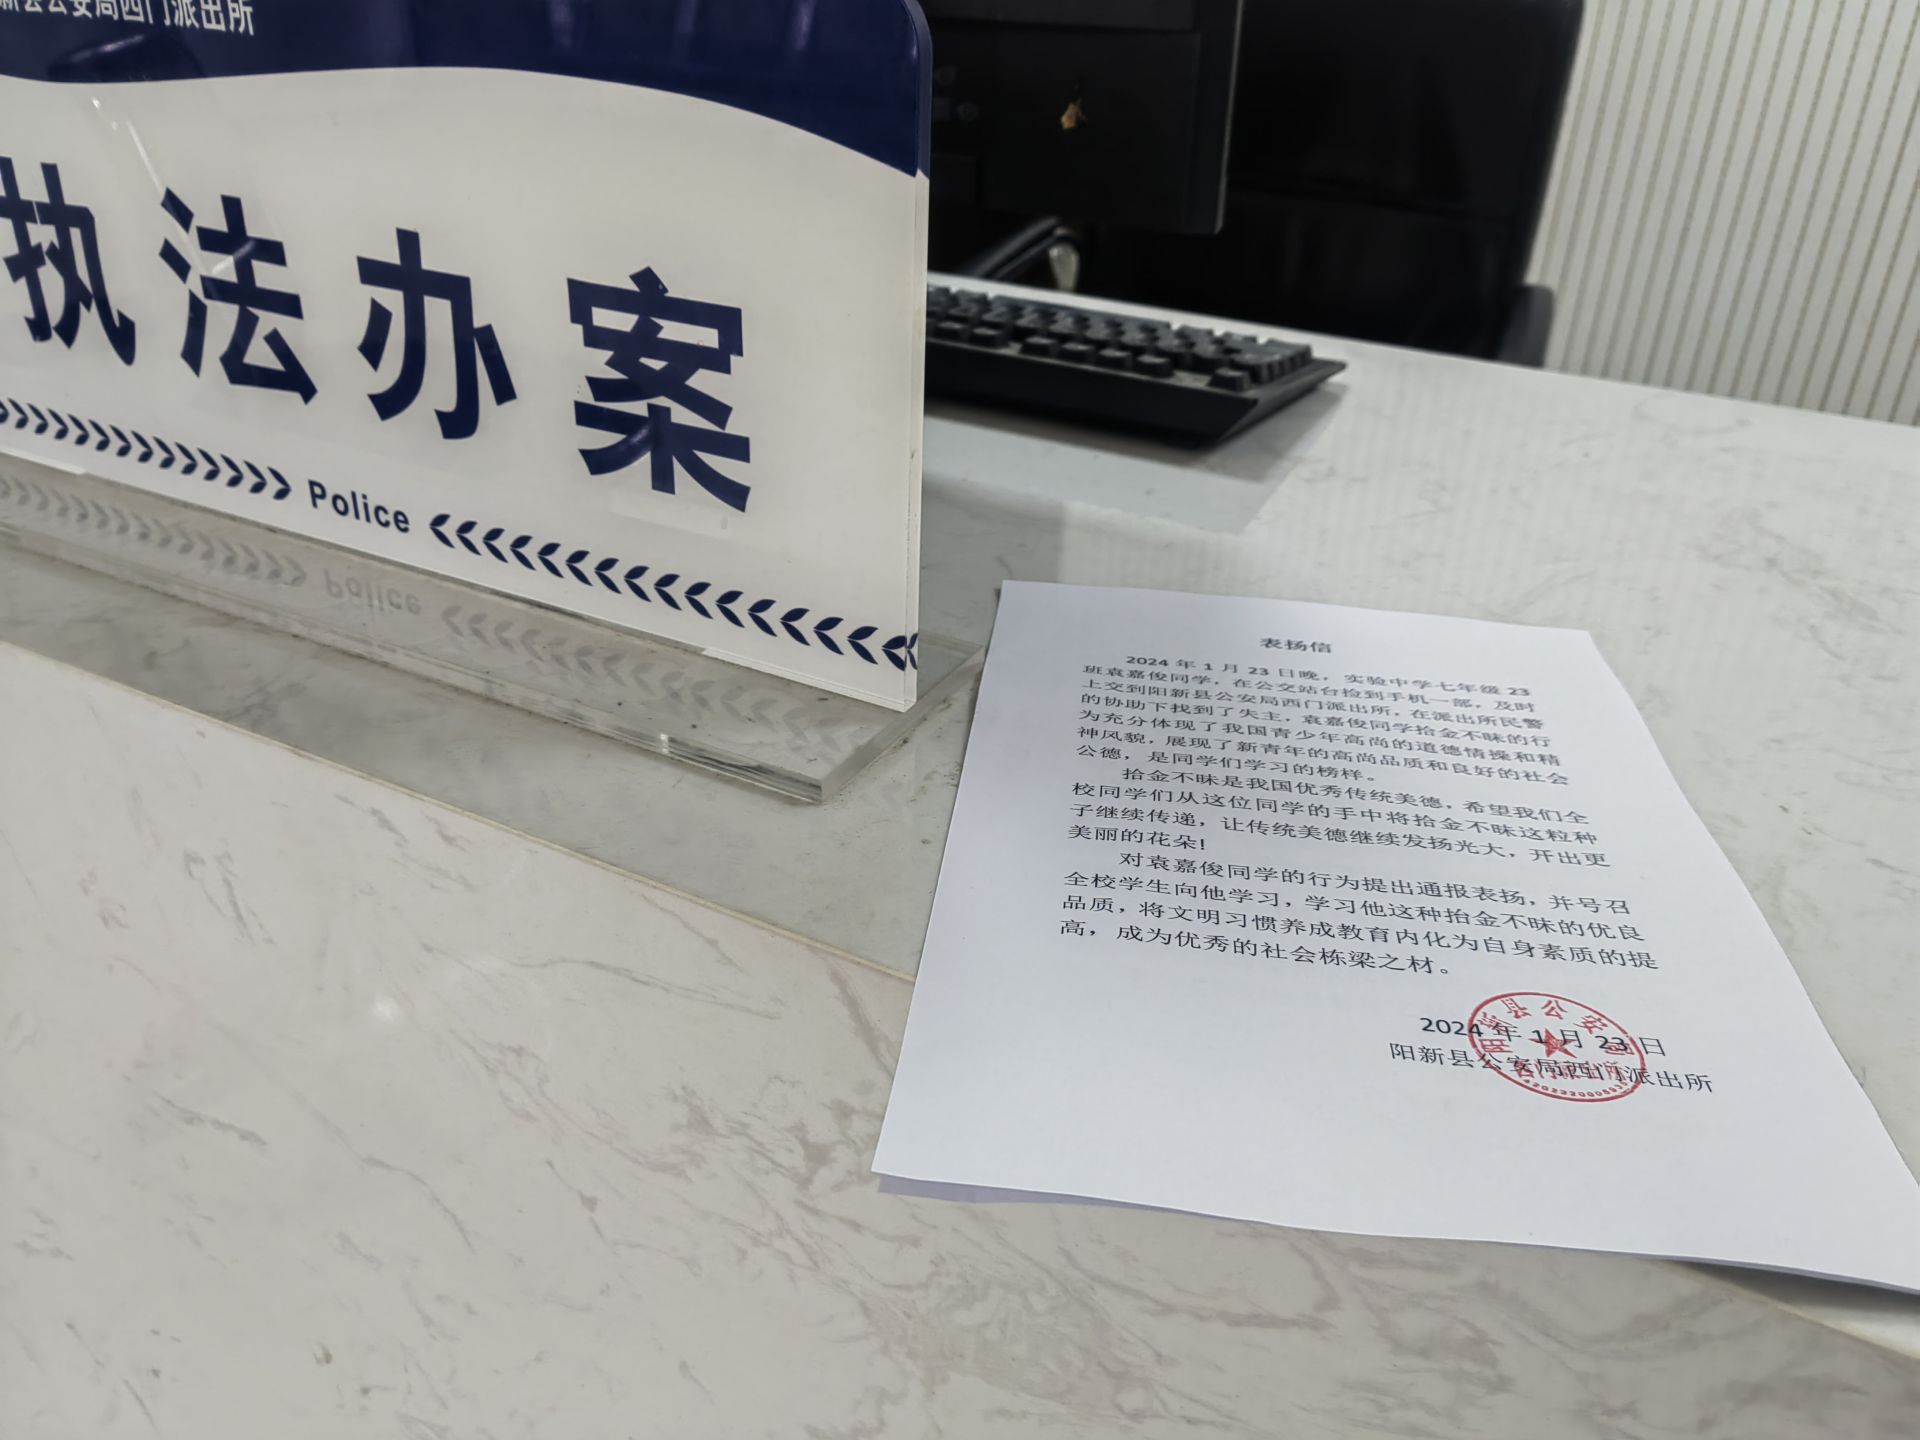 新县公安局西门派出所
执法办案
Police
表扬信
2024 年 1 月 23 日晚，实验中学七年级 23
班袁嘉俊同学，在公交站台捡到手机一部，及时
上交到阳新县公安局西门派出所，在派出所民警
的协助下找到了失主，袁嘉俊同学拾金不昧的行
为充分体现了我国青少年高尚的道德情操和精
神风貌，展现了新青年的高尚品质和良好的社会
公德，是同学们学习的榜样。
拾金不昧是我国优秀传统美德，希望我们全
校同学们从这位同学的手中将拾金不昧这粒种
子继续传递，让传统美德继续发扬光大，开出更
美丽的花朵!
对袁嘉俊同学的行为提出通报表扬，并号召
全校学生向他学习，学习他这种拾金不昧的优良
品质，将文明习惯养成教育内化为自身素质的提
高，成为优秀的社会栋梁之材。
2024 年 1 月 23 日
阳新县公安局西门派出所
阳新县公安局